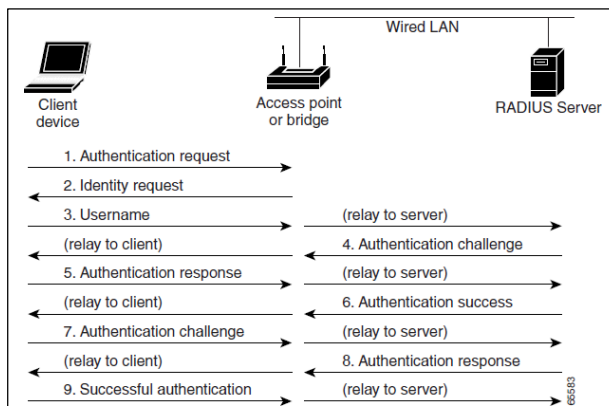 Wired LAN
Client
device
Access point
or bridge
RADIUS Server
1. Authentication request
2. Identity request
3. Username
(relay to server)
(relay to client)
4. Authentication challenge
5. Authentication response
(relay to server)
(relay to client)
6. Authentication success
7. Authentication challenge
(relay to server)
(relay to client)
8. Authentication response
9. Successful authentication
(relay to server)
65583